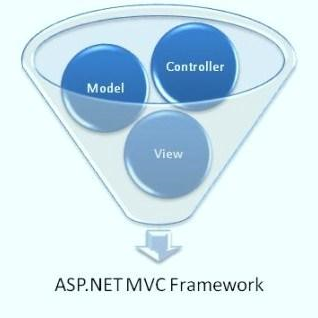 Controller
Model
View
ASP.NET MVC Framework